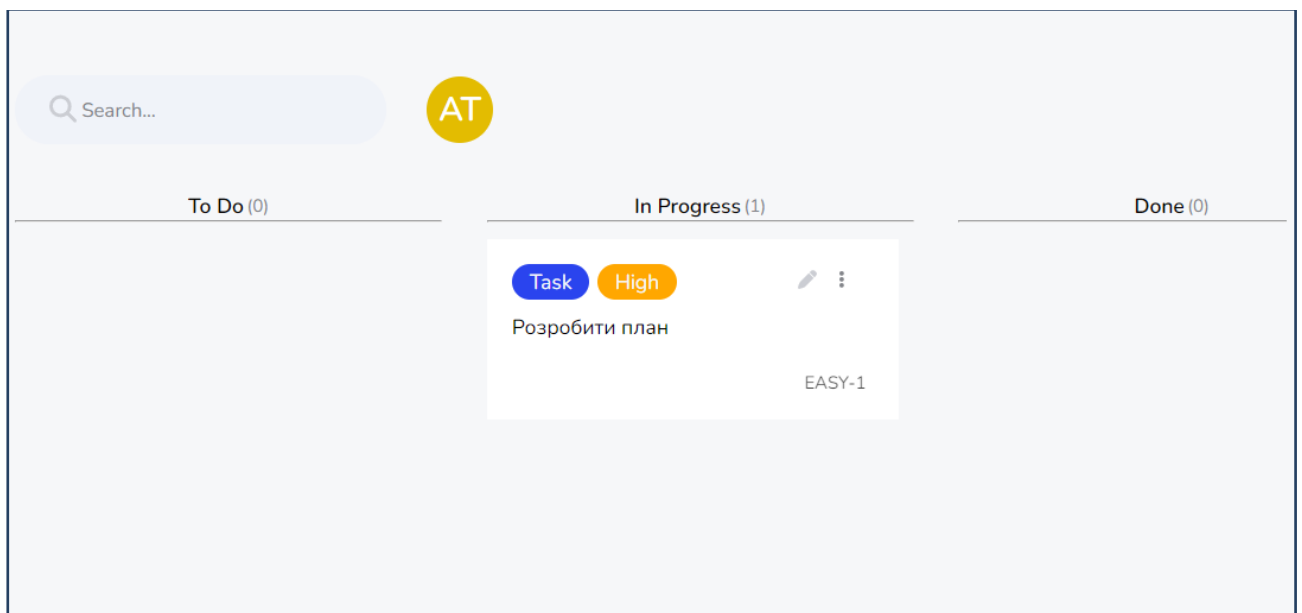 Search...
AT
To Do (0)
In Progress (1)
Done (0)
Task High
Розробити план
EASY-1